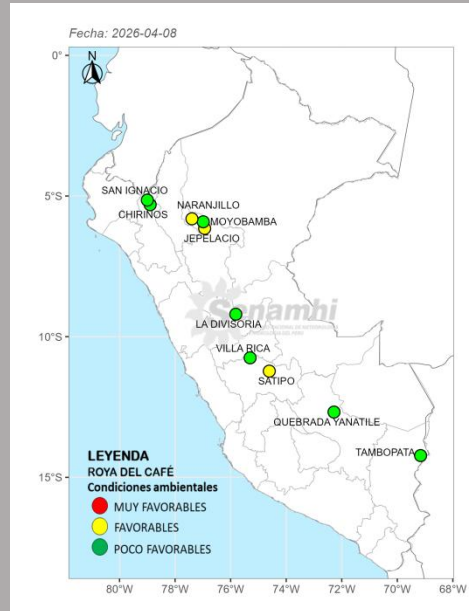 Fecha: 2026-04-08
N
0°
5°S
10°S
15°S
SAN IGNACIO
CHIRINOS
NARANJILLO
MOYOBAMBA
JEPELACIO
Senamhi
LA DIVISORIA
VILLA RICA
SATIPO
QUEBRADA YANATILE
TAMBOPATA
LEYENDA
ROYA DEL CAFÉ
Condiciones ambientales
MUY FAVORABLES
FAVORABLES
POCO FAVORABLES
80°W 78°W 76°W 74°W 72°W 70°W 68°W